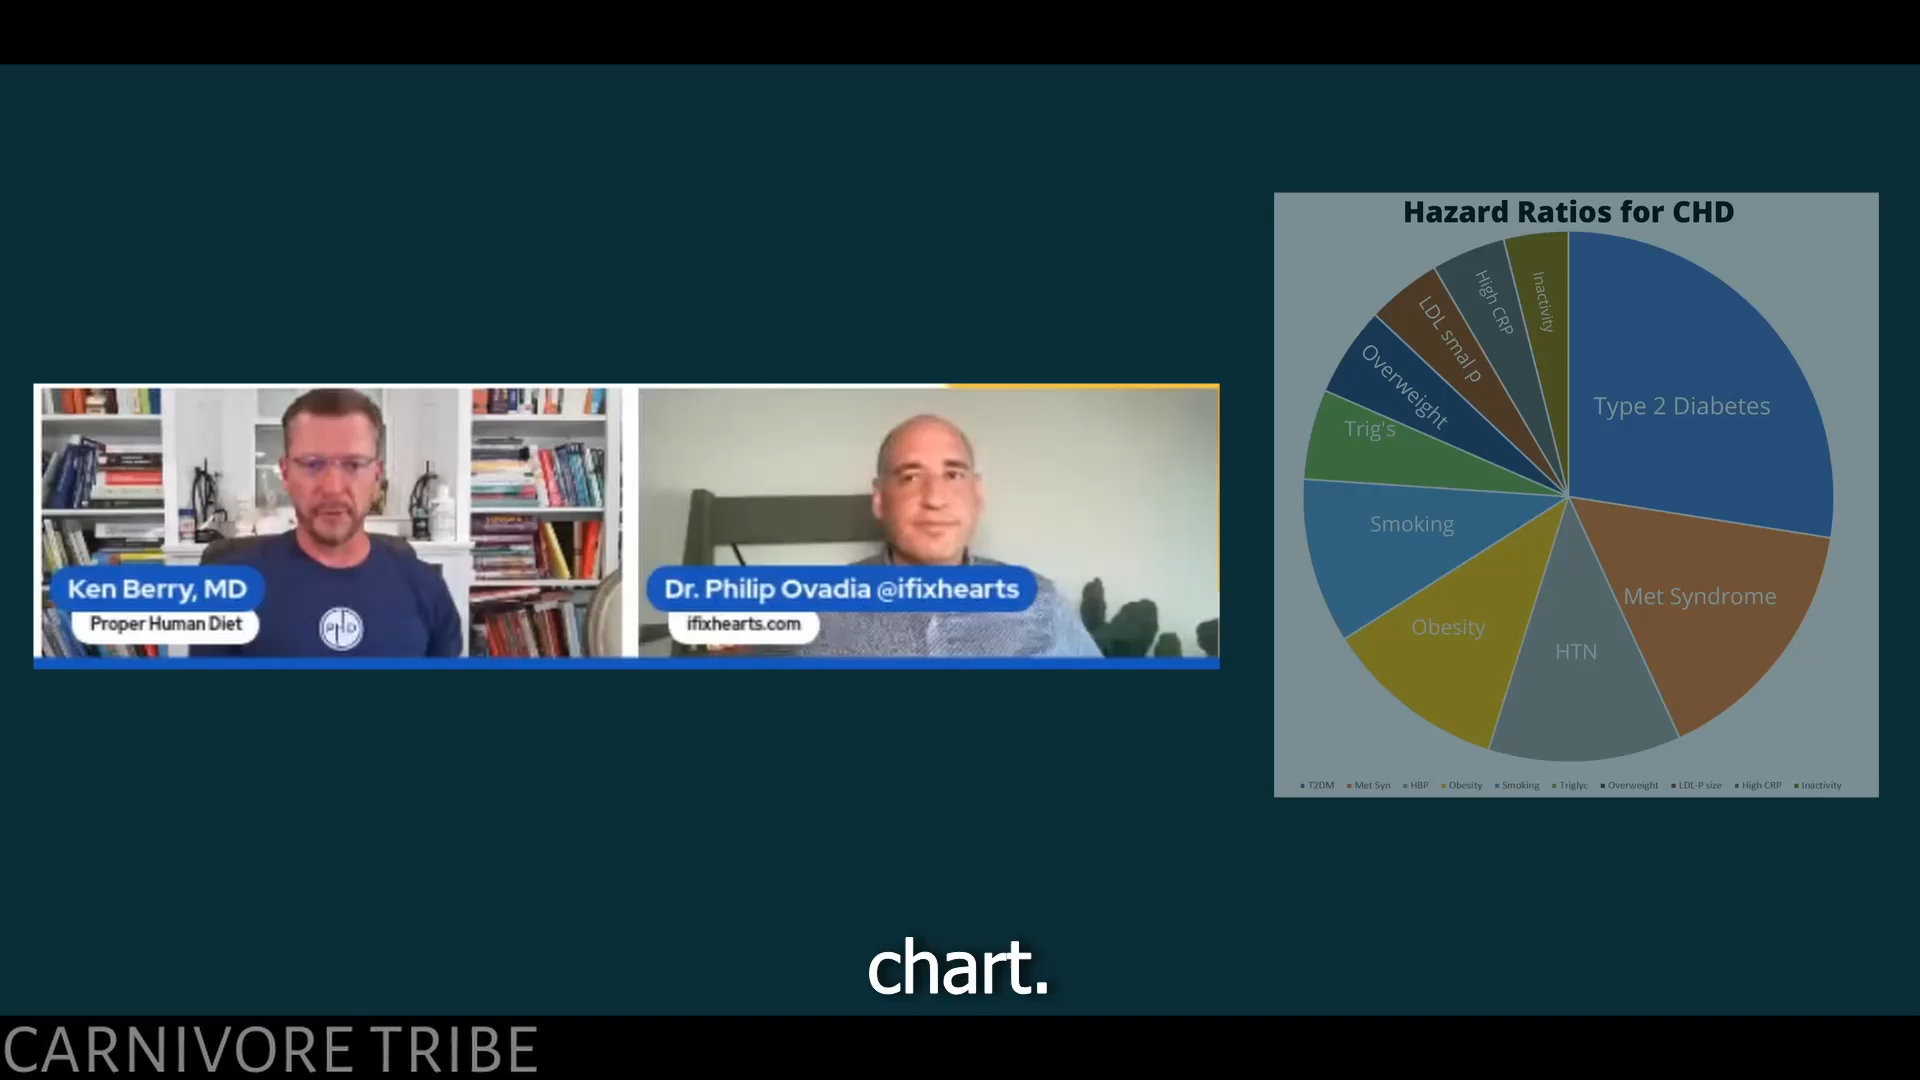 Hazard Ratios for CHD
Inactivity
High CRP
LDL smal p
Overweight
Trig's
Type 2 Diabetes
Smoking
Met Syndrome
Obesity
HTN
T2DM Met Syn HBP Obesity Smoking Triglyc Overweight LDL-P size High CRP Inactivity
Ken Berry, MD
Proper Human Diet
PHD
Dr. Philip Ovadia @ifixhearts
ifixhearts.com
chart.
CARNIVORE TRIBE